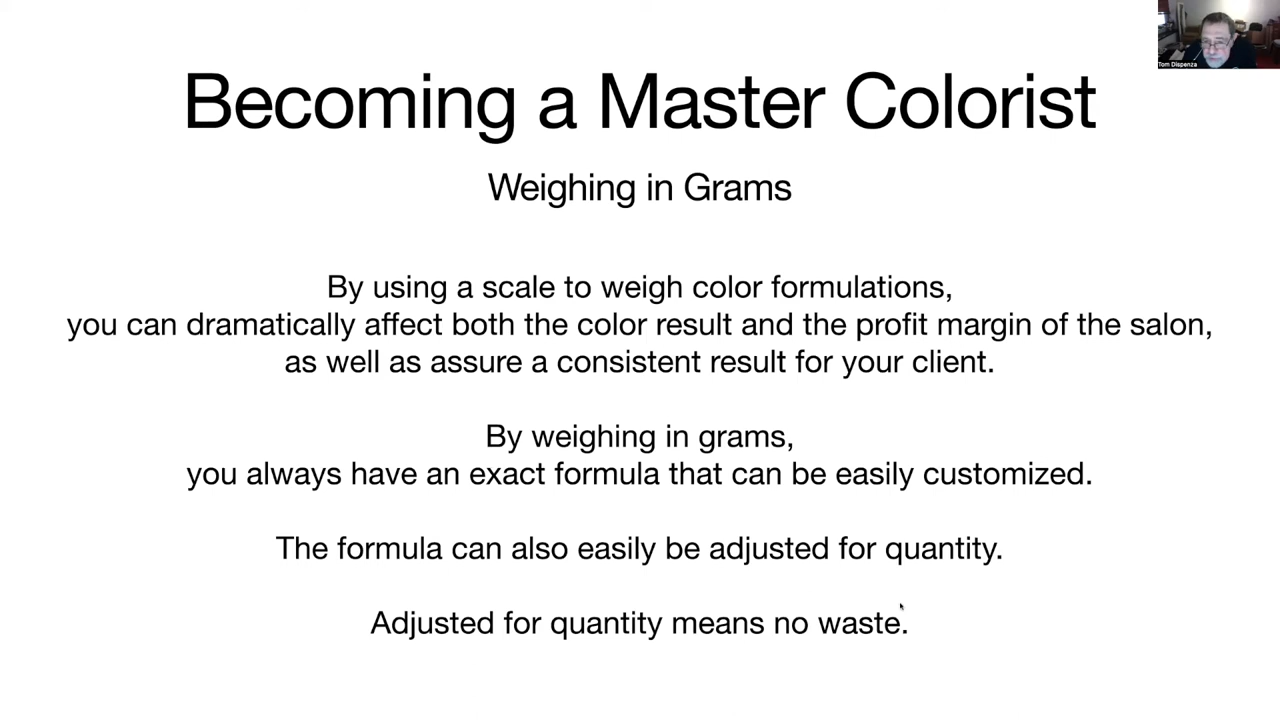 Becoming a Master Colorist
Weighing in Grams
By using a scale to weigh color formulations,
you can dramatically affect both the color result and the profit margin of the salon,
as well as assure a consistent result for your client.
By weighing in grams,
you always have an exact formula that can be easily customized.
The formula can also easily be adjusted for quantity.
Adjusted for quantity means no waste.
Tom Dispenza